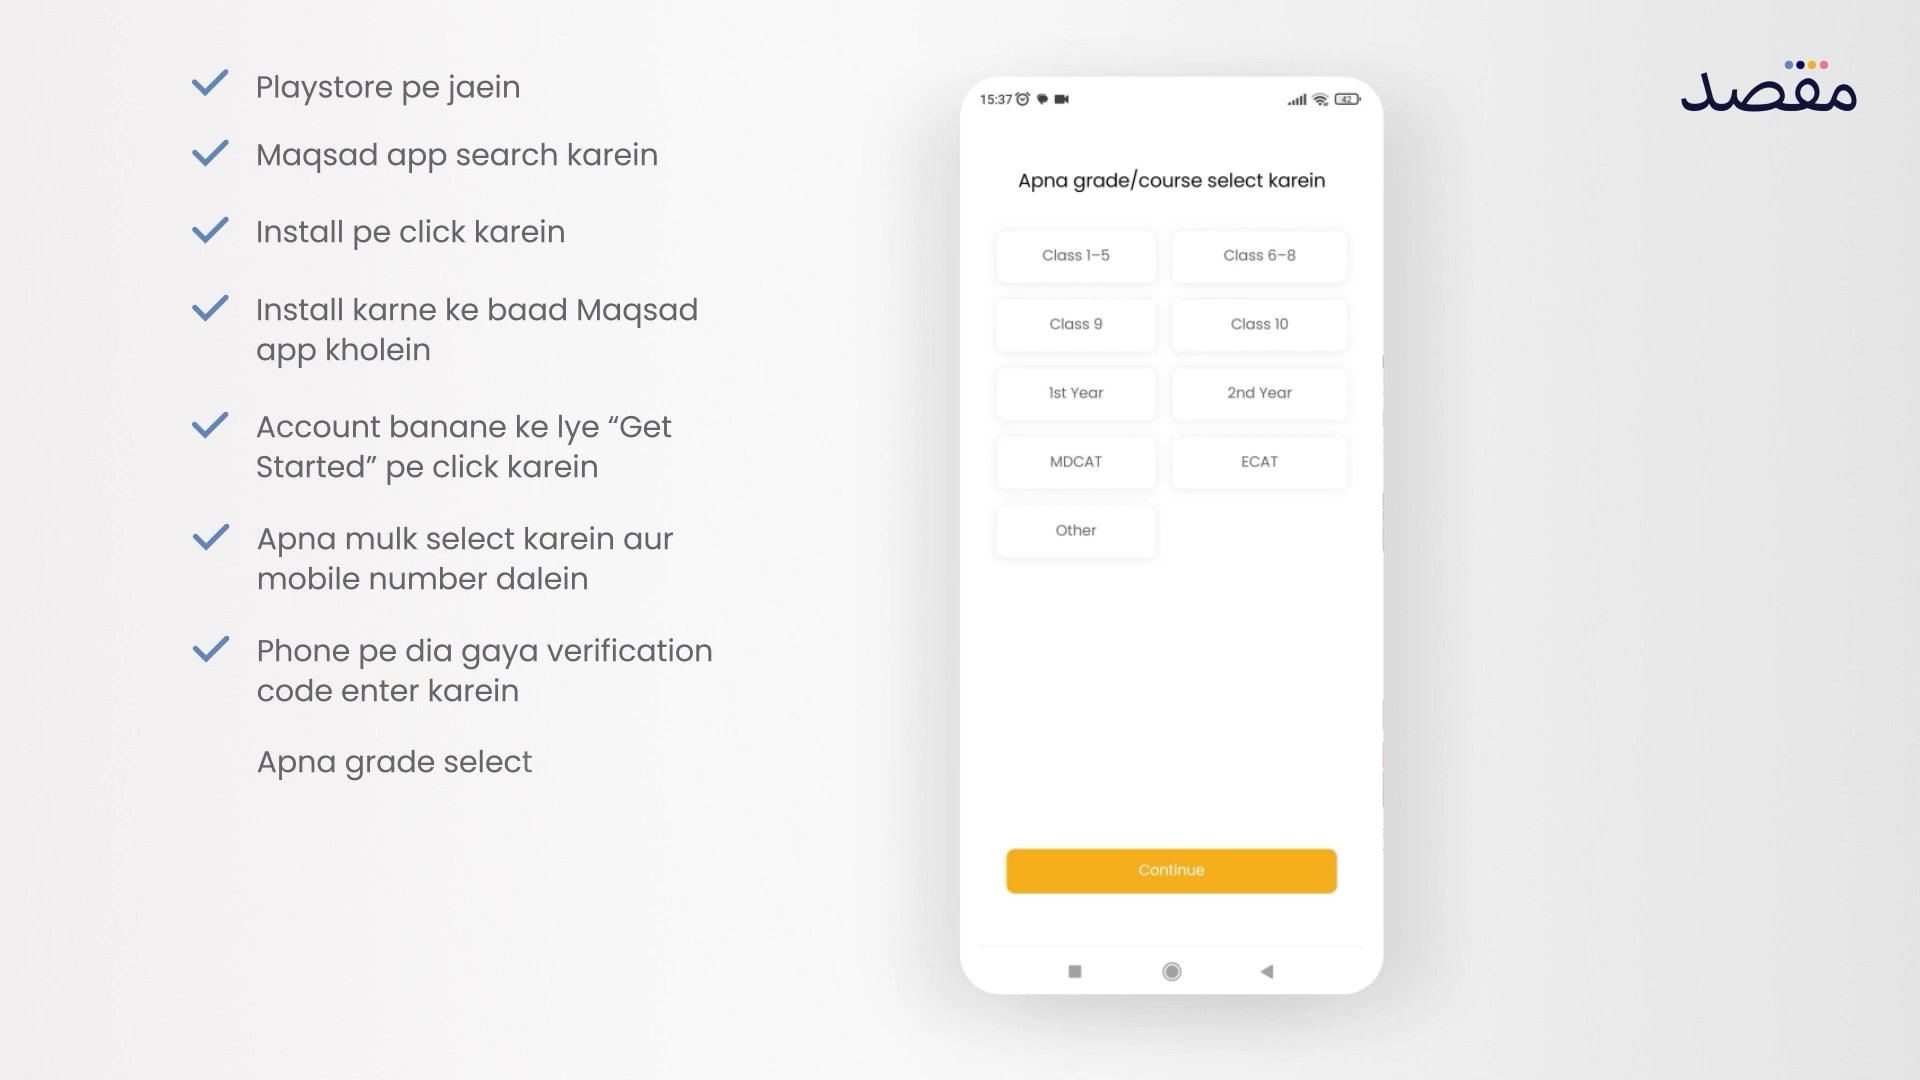 Playstore pe jaein
Maqsad app search karein
Install pe click karein
Install karne ke baad Maqsad
app kholein
Account banane ke lye “Get
Started” pe click karein
Apna mulk select karein aur
mobile number dalein
Phone pe dia gaya verification
code enter karein
Apna grade select
15:37
42
Apna grade/course select karein
Class 1–5
Class 6–8
Class 9
Class 10
1st Year
2nd Year
MDCAT
ECAT
Other
Continue
مقصد